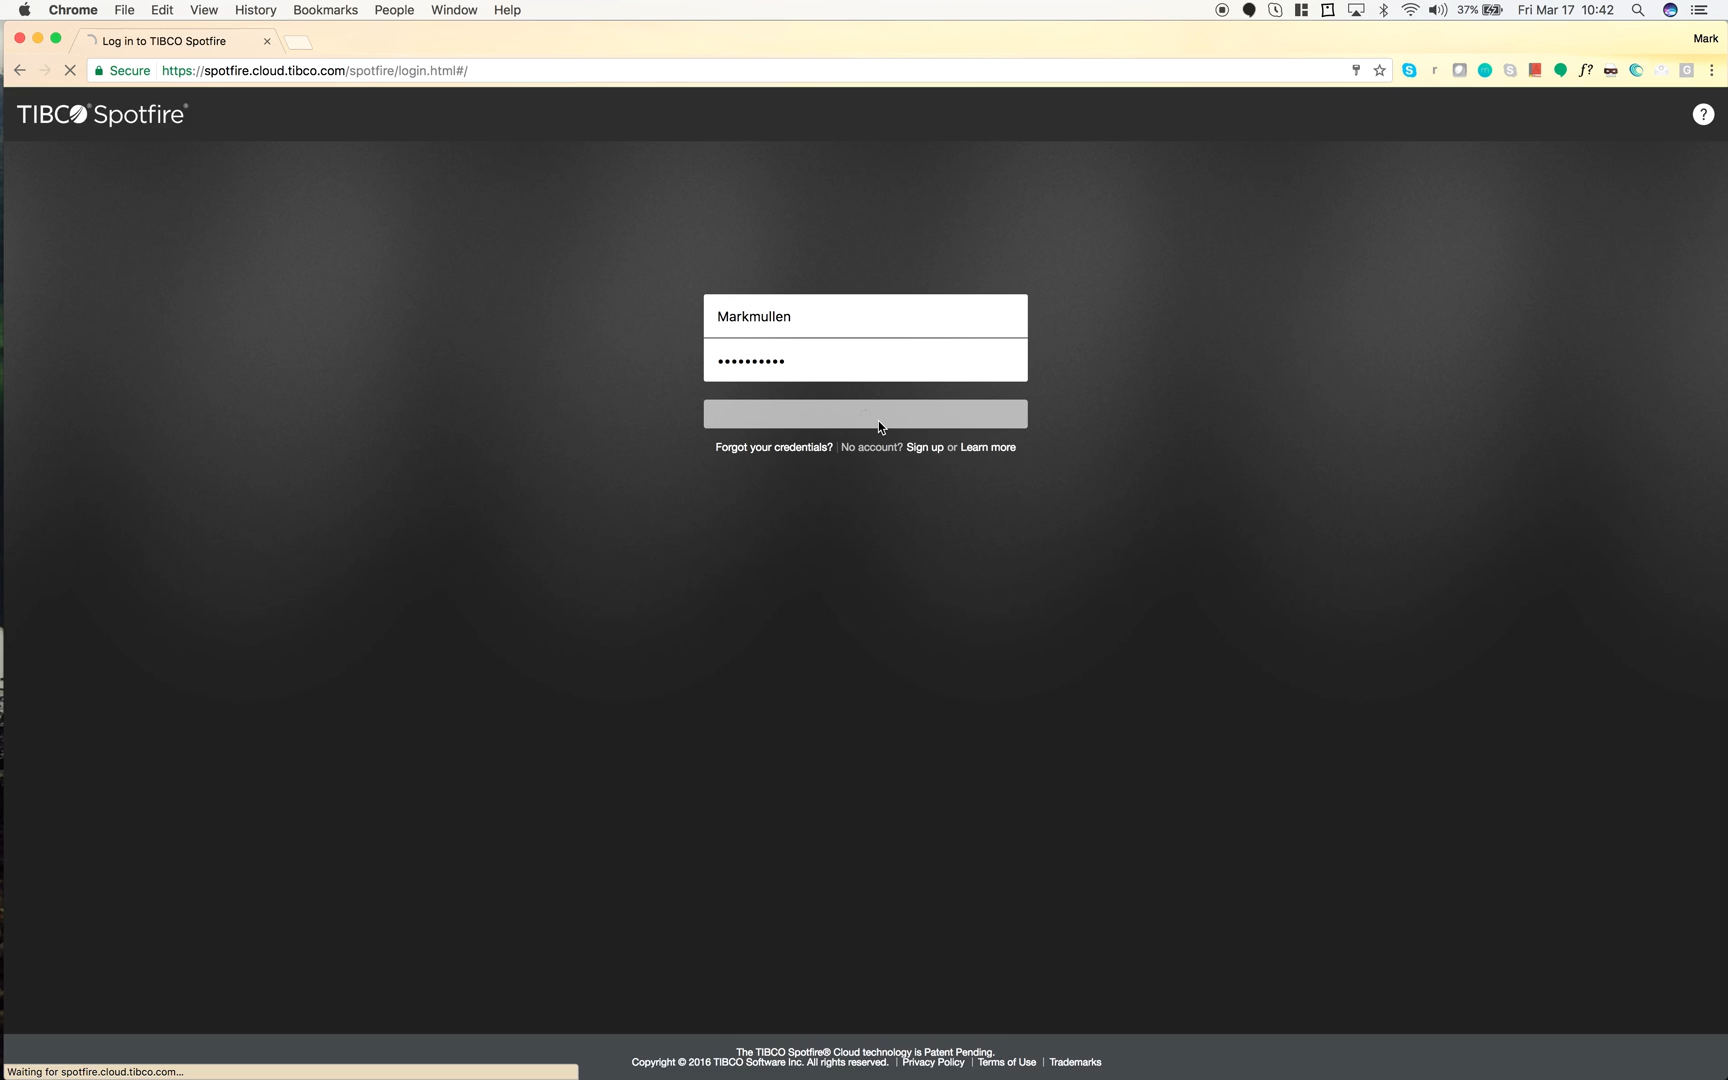 Chrome File Edit View History Bookmarks People Window Help 37% Fri Mar 17 10:42
Log in to TIBCO Spotfire Mark
Secure https://spotfire.cloud.tibco.com/spotfire/login.html#/
TIBCO® Spotfire® ?
Markmullen
••••••••••
Forgot your credentials? | No account? Sign up or Learn more
The TIBCO Spotfire® Cloud technology is Patent Pending.
Copyright © 2016 TIBCO Software Inc. All rights reserved. | Privacy Policy | Terms of Use | Trademarks
Waiting for spotfire.cloud.tibco.com...